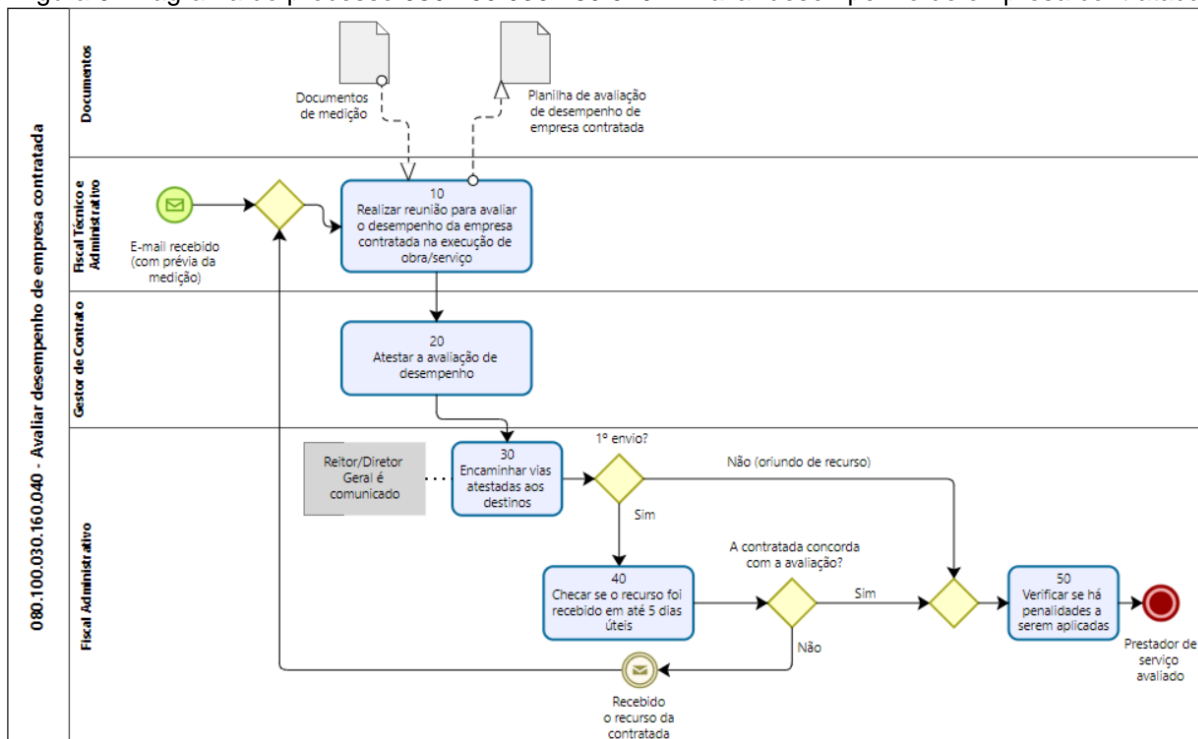 080.100.030.160.040 - Avaliar desempenho de empresa contratada
Documentos
Documentos
de medição
Planilha de avaliação
de desempenho de
empresa contratada
Fiscal Técnico e
Administrativo
E-mail recebido
(com prévia da
medição)
10
Realizar reunião para avaliar
o desempenho da empresa
contratada na execução de
obra/serviço
Gestor de Contrato
20
Atestar a avaliação de
desempenho
Fiscal Administrativo
Reitor/Diretor
Geral é
comunicado
30
Encaminhar vias
atestadas aos
destinos
1º envio?
Não (oriundo de recurso)
Sim
40
Checar se o recurso foi
recebido em até 5 dias
úteis
A contratada concorda
com a avaliação?
Sim
Não
Recebido
o recurso da
contratada
50
Verificar se há
penalidades a
serem aplicadas
Prestador de
serviço
avaliado